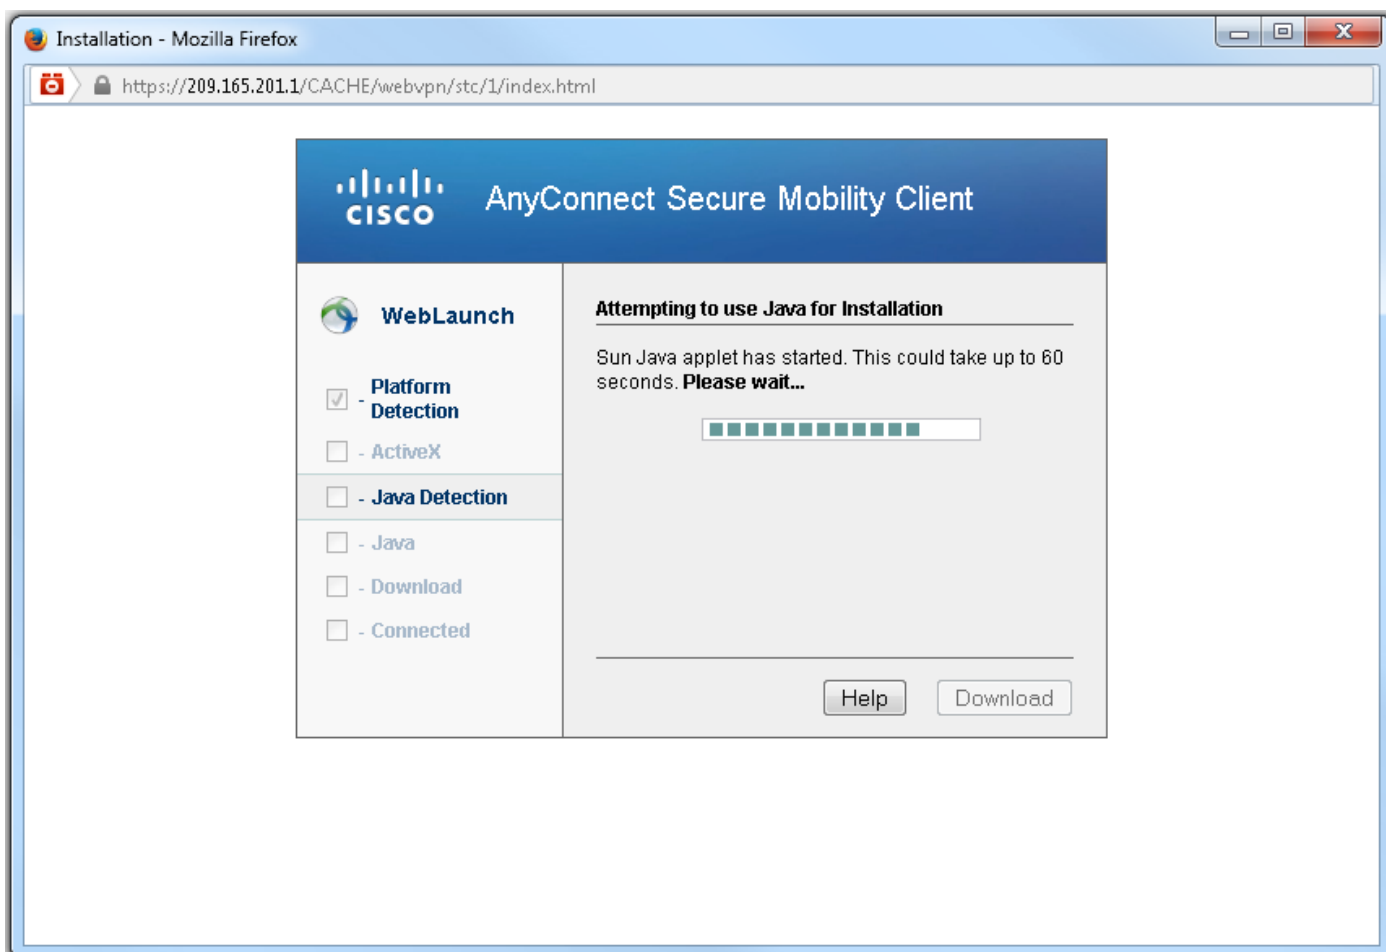 Installation - Mozilla Firefox
https://209.165.201.1/CACHE/webvpn/stc/1/index.html
CISCO
AnyConnect Secure Mobility Client
WebLaunch
- Platform
Detection
- ActiveX
- Java Detection
- Java
- Download
- Connected
Attempting to use Java for Installation
Sun Java applet has started. This could take up to 60
seconds. Please wait...
Help
Download